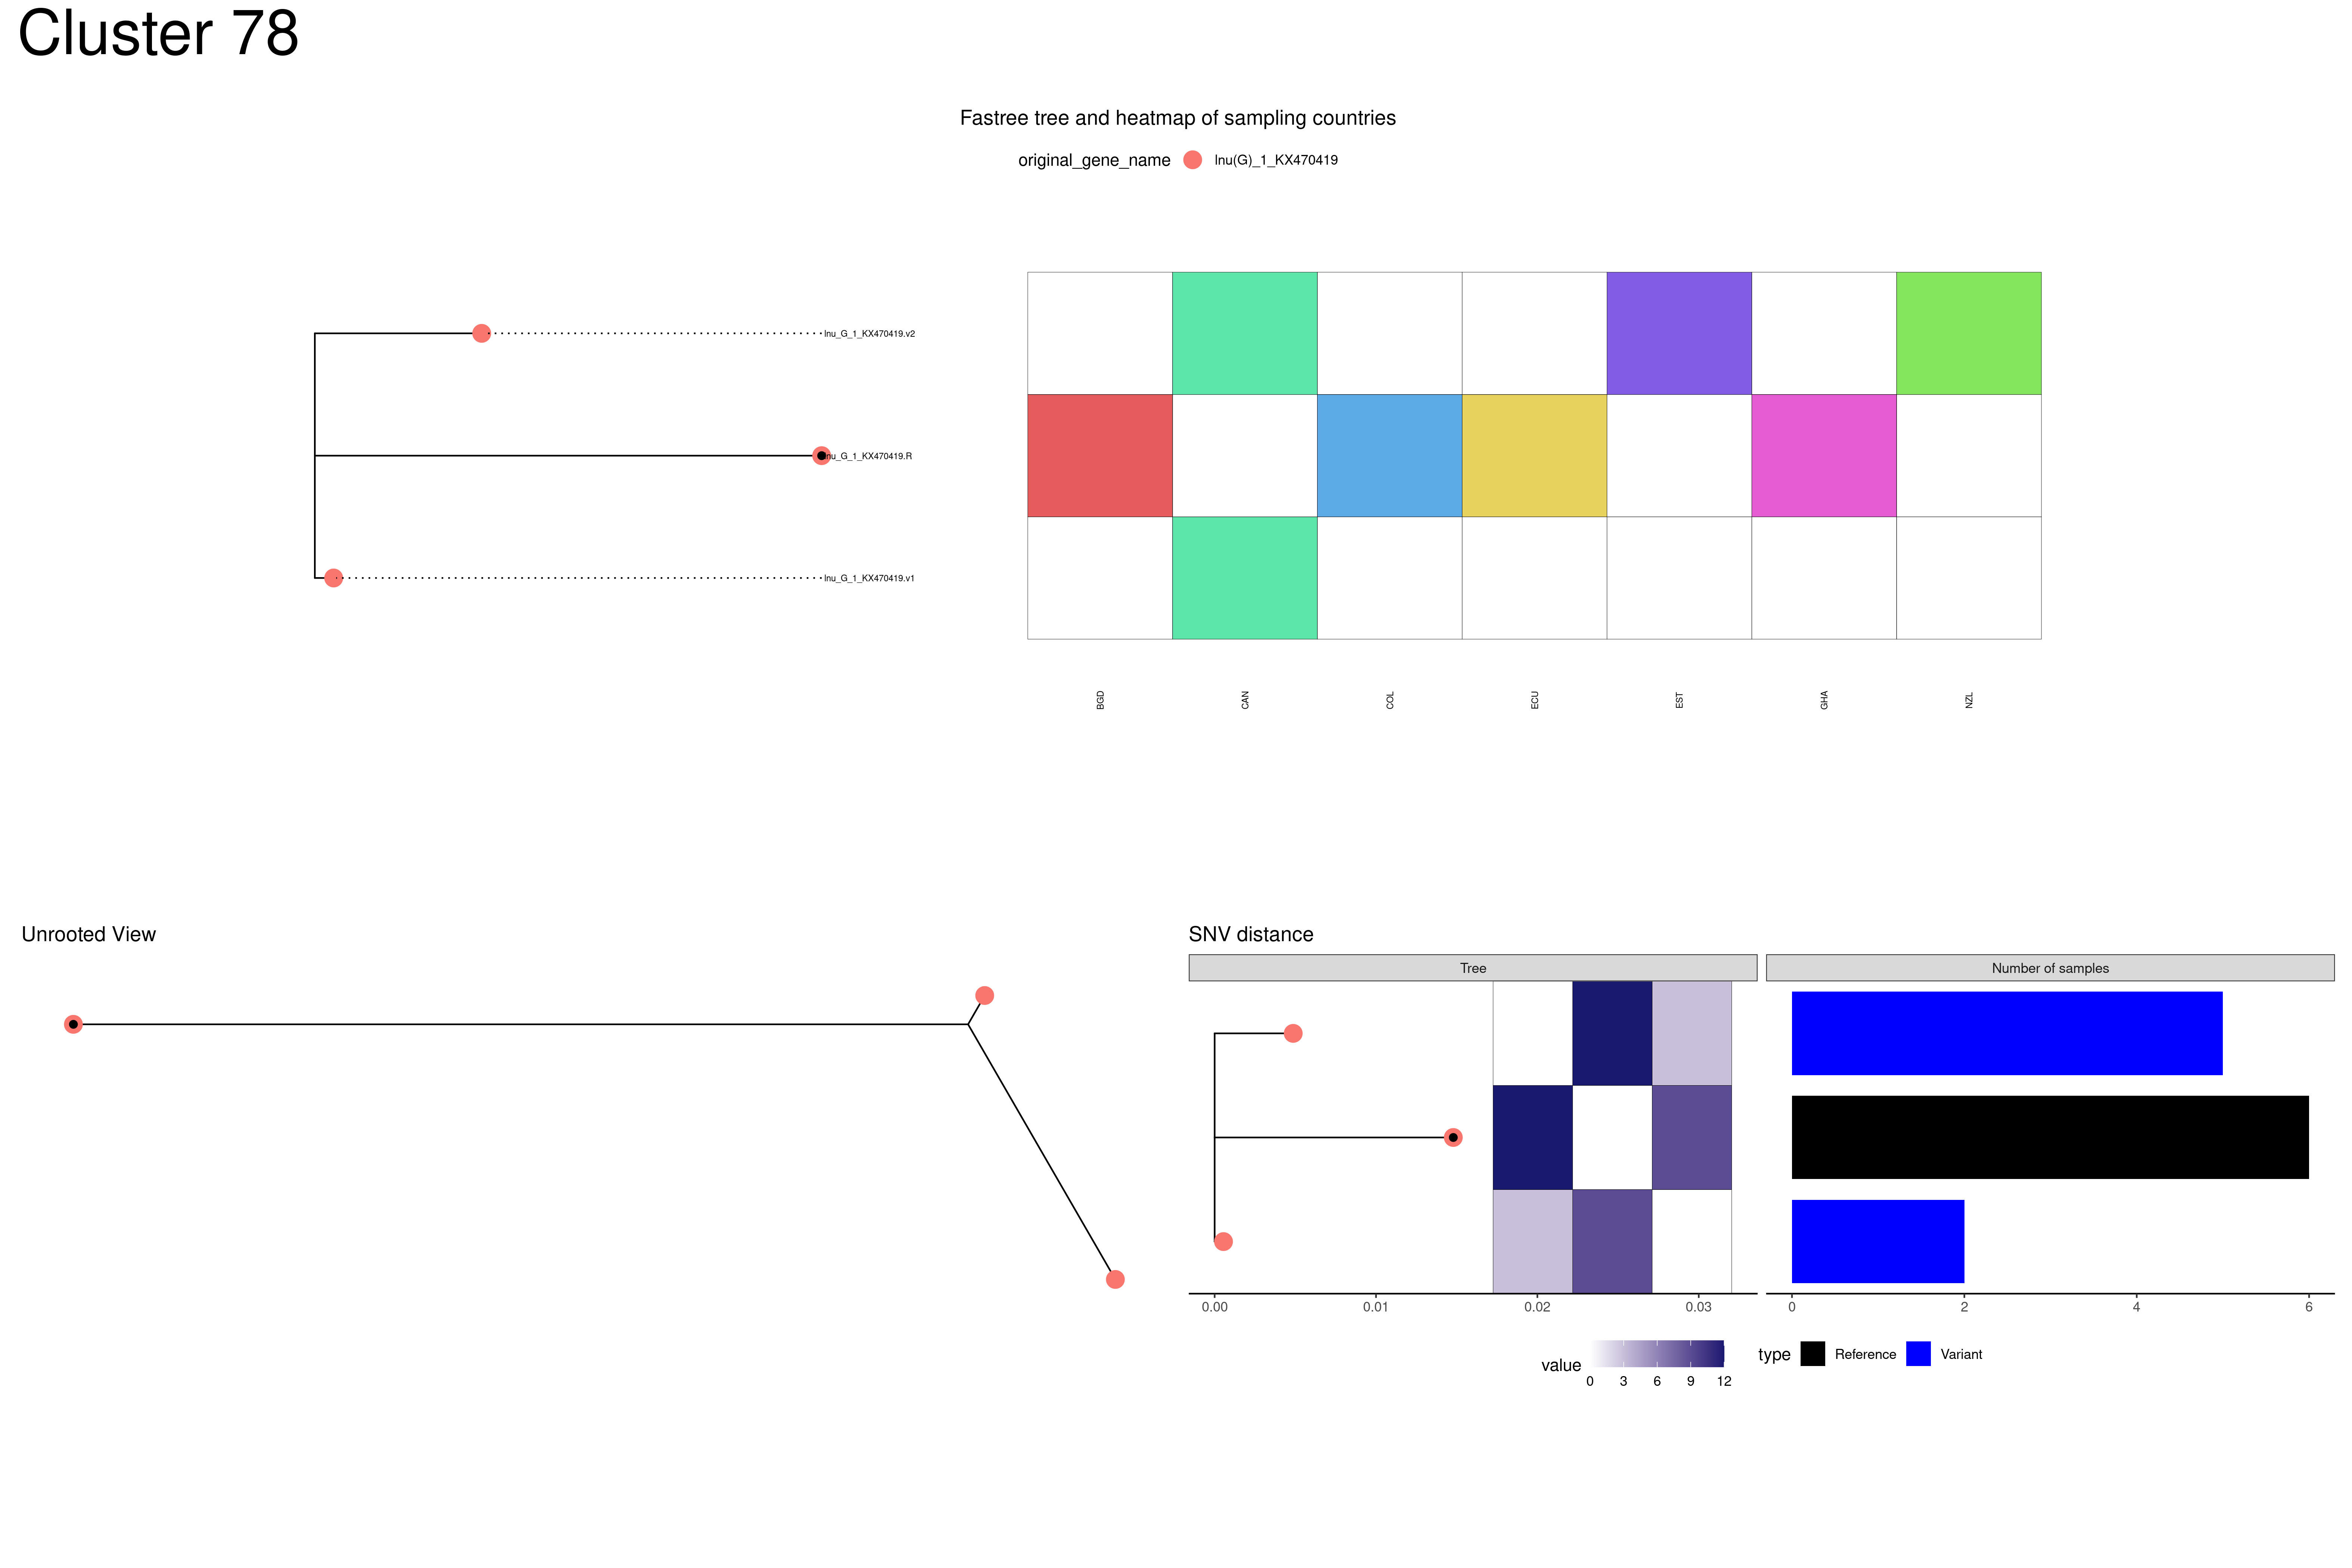 Cluster 78
Fastree tree and heatmap of sampling countries
original_gene_name lnu(G)_1_KX470419
lnu_G_1_KX470419.v2
lnu_G_1_KX470419.R
lnu_G_1_KX470419.v1
BGD CAN COL ECU EST GHA NZL
Unrooted View
SNV distance
Tree Number of samples
0.00 0.01 0.02 0.03 0 2 4 6
value 0 3 6 9 12
type Reference Variant